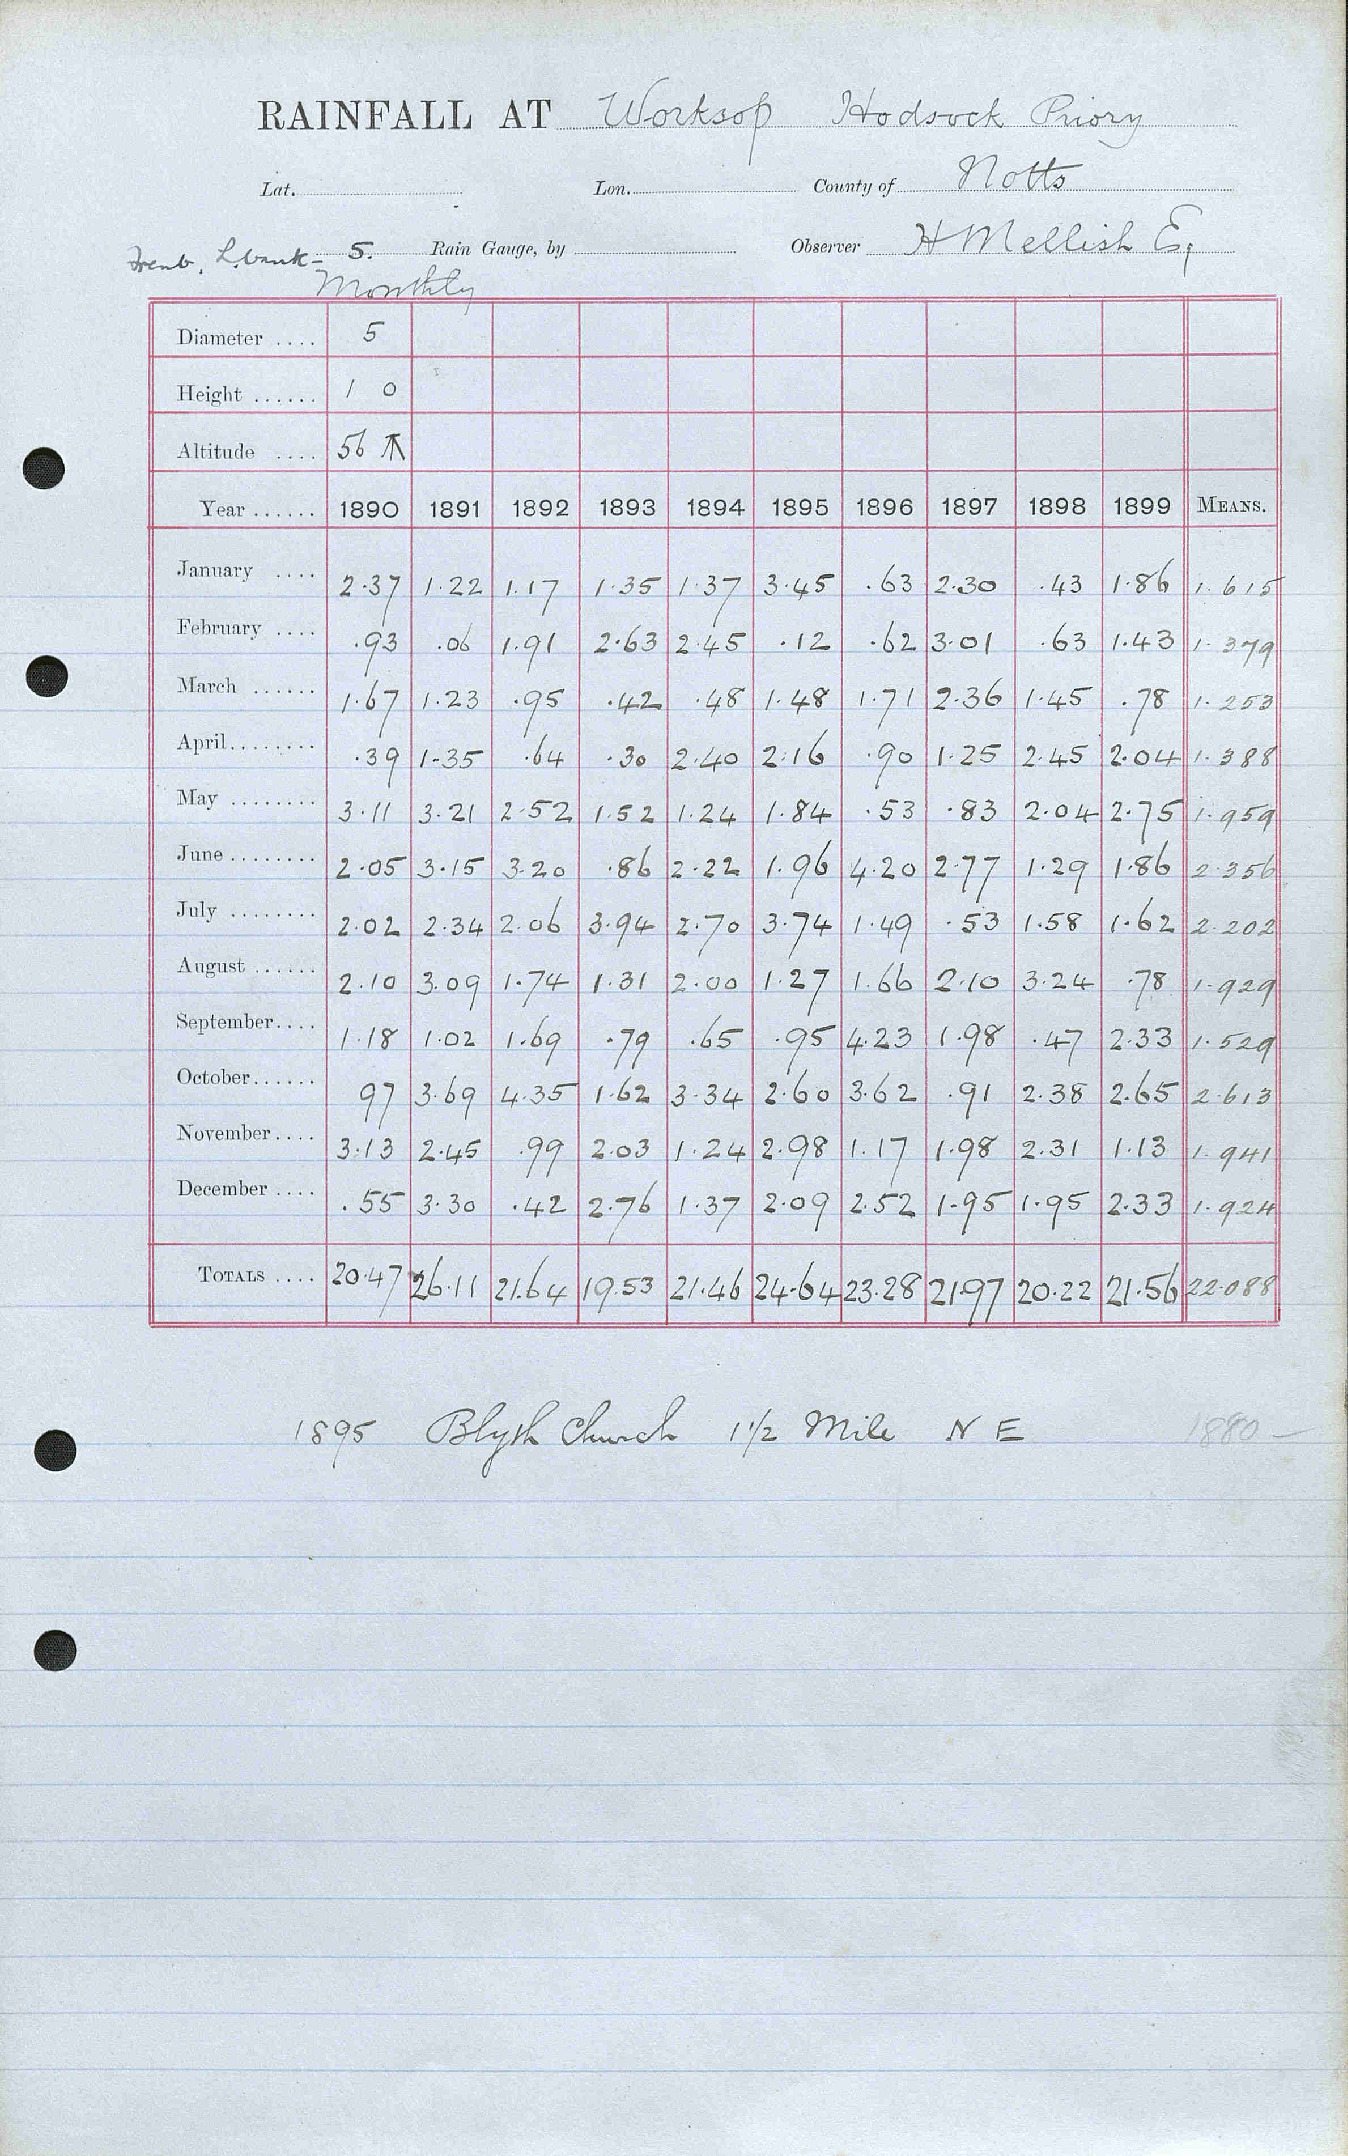 RAINFALL AT Worksop Hodsock Priory
Lat. Lon. County of Notts
Trent, L. bank - 5. Rain Gauge, by Observer H Mellish Eq
Monthly
Diameter .... 5
Height ...... 1 0
Altitude .... 56
Year ...... 1890 1891 1892 1893 1894 1895 1896 1897 1898 1899 MEANS.
January .... 2.37 1.22 1.17 1.35 1.37 3.45 .63 2.30 .43 1.86 1.615
February .... .93 .06 1.91 2.63 2.45 .12 .62 3.01 .63 1.43 1.379
March ...... 1.67 1.23 .95 .42 .48 1.48 1.71 2.36 1.45 .78 1.253
April........ .39 1.35 .64 .30 2.40 2.16 .90 1.25 2.45 2.04 1.388
May ........ 3.11 3.21 2.52 1.52 1.24 1.84 .53 .83 2.04 2.75 1.959
June ........ 2.05 3.15 3.20 .86 2.22 1.96 4.20 2.77 1.29 1.86 2.356
July ........ 2.02 2.34 2.06 3.94 2.70 3.74 1.49 .53 1.58 1.62 2.202
August ...... 2.10 3.09 1.74 1.31 2.00 1.27 1.66 2.10 3.24 .78 1.929
September.... 1.18 1.02 1.69 .79 .65 .95 4.23 1.98 .47 2.33 1.529
October...... 97 3.69 4.35 1.62 3.34 2.60 3.62 .91 2.38 2.65 2.613
November.... 3.13 2.45 .99 2.03 1.24 2.98 1.17 1.98 2.31 1.13 1.941
December .... .55 3.30 .42 2.76 1.37 2.09 2.52 1.95 1.95 2.33 1.924
TOTALS .... 20.47 26.11 21.64 19.53 21.46 24.64 23.28 21.97 20.22 21.56 22.088
1895 Blyth Church 1 1/2 Mile N E 1880 —